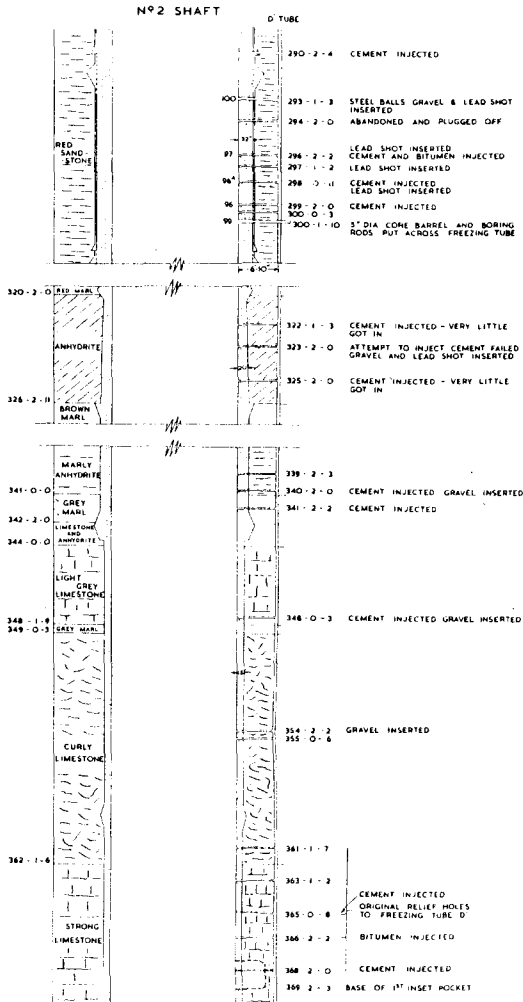 Nº2 SHAFT
D' TUBE
290-2-4 CEMENT INJECTED
100
293-1-3 STEEL BALLS GRAVEL & LEAD SHOT
INSERTED
294-2-0 ABANDONED AND PLUGGED OFF
RED
SAND-
STONE
LEAD SHOT INSERTED
97
296-2-2 CEMENT AND BITUMEN INJECTED
297-1-2 LEAD SHOT INSERTED
298-0-11 CEMENT INJECTED
LEAD SHOT INSERTED
96
299-2-0 CEMENT INJECTED
300-0-3
99
300-1-10 3" DIA CORE BARREL AND BORING
RODS PUT ACROSS FREEZING TUBE
320-2-0
RED MARL
322-1-3 CEMENT INJECTED - VERY LITTLE
GOT IN
ANHYDRITE
323-2-0 ATTEMPT TO INJECT CEMENT FAILED
GRAVEL AND LEAD SHOT INSERTED
325-2-0 CEMENT INJECTED - VERY LITTLE
GOT IN
326-2-11
BROWN
MARL
MARLY
ANHYDRITE
339-2-3
341-0-0
340-2-0 CEMENT INJECTED GRAVEL INSERTED
GREY
MARL
341-2-2 CEMENT INJECTED
342-2-0
LIMESTONE
AND
ANHYDRITE
344-0-0
LIGHT
GREY
LIMESTONE
348-1-9
348-0-3 CEMENT INJECTED GRAVEL INSERTED
349-0-3
GREY MARL
354-2-2 GRAVEL INSERTED
355-0-6
CURLY
LIMESTONE
361-1-7
362-1-6
363-1-2
CEMENT INJECTED
ORIGINAL RELIEF HOLES
365-0-8 TO FREEZING TUBE D'
STRONG
LIMESTONE
366-2-2 BITUMEN INJECTED
368-2-0 CEMENT INJECTED
369-2-3 BASE OF 1ST INSET POCKET